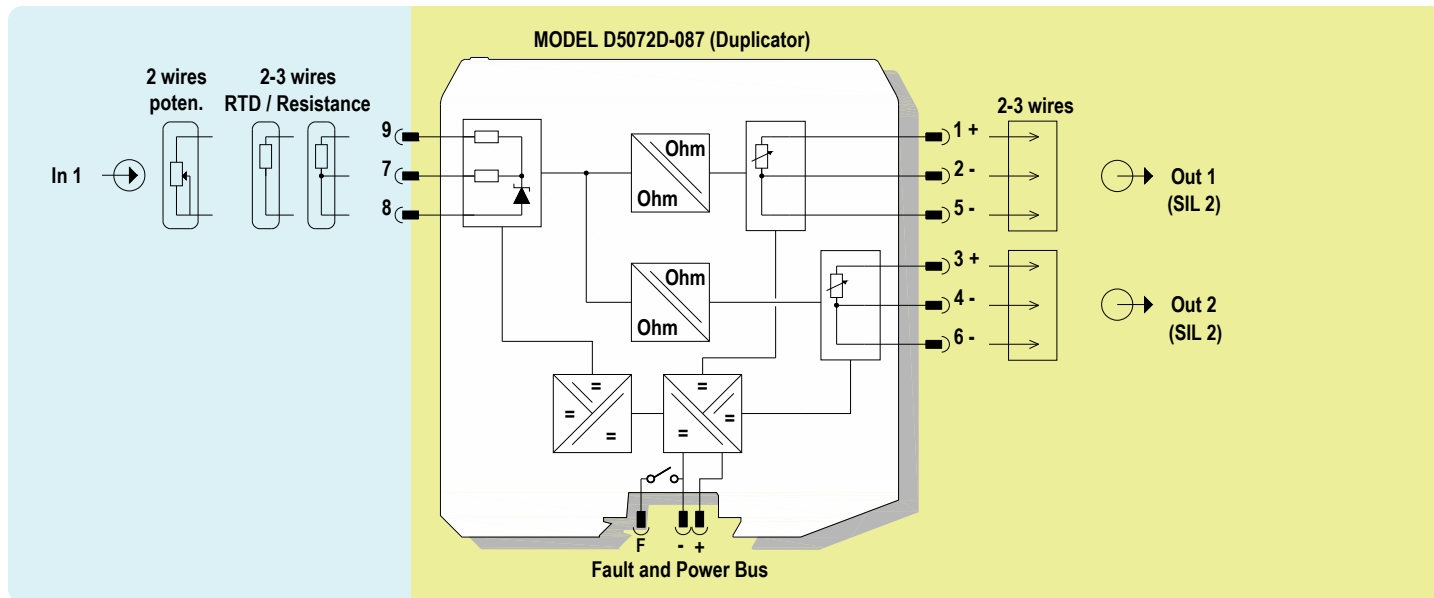 MODEL D5072D-087 (Duplicator)
2 wires
poten.
2-3 wires
RTD / Resistance
2-3 wires
In 1
9
7
8
Ohm
Ohm
Ohm
Ohm
1 +
2 -
5 -
Out 1
(SIL 2)
3 +
4 -
6 -
Out 2
(SIL 2)
=
=
=
=
=
=
F
- +
Fault and Power Bus